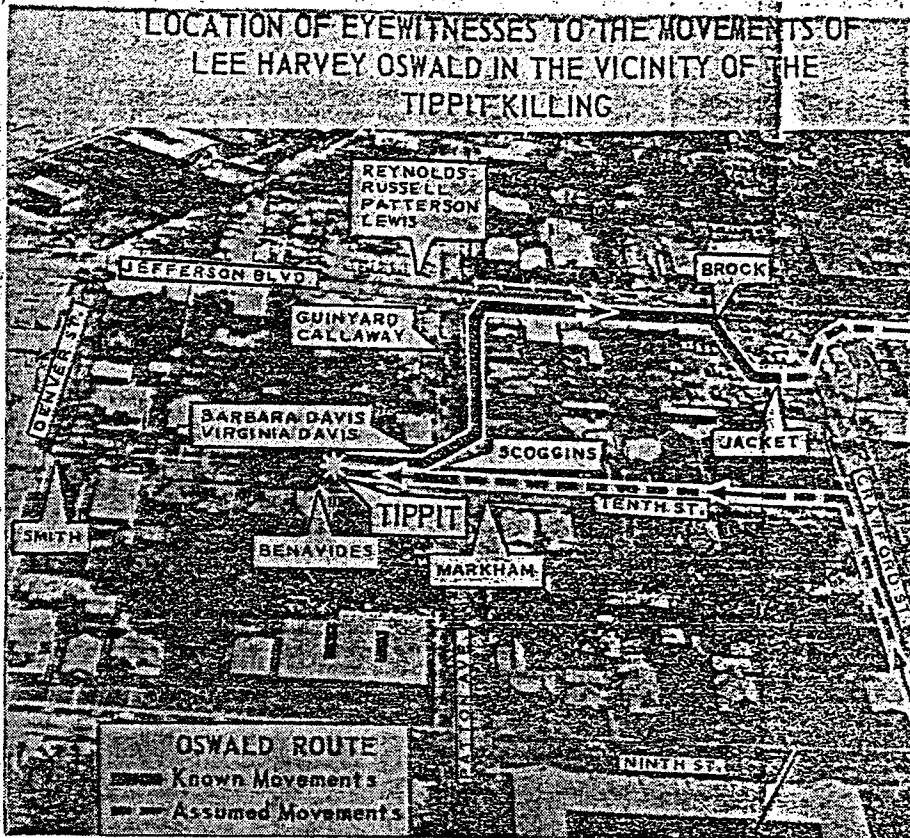 LOCATION OF EYEWITNESSES TO THE MOVEMENTS OF
LEE HARVEY OSWALD IN THE VICINITY OF THE
TIPPIT KILLING
REYNOLDS
RUSSELL
PATTERSON
LEWIS
JEFFERSON BLVD.
BROCK
GUINYARD
CALLAWAY
DENVER ST.
BARBARA DAVIS
VIRGINIA DAVIS
SCOGGINS
JACKET
TENTH ST.
TIPPIT
SMITH
BENAVIDES
MARKHAM
CRAWFORD ST.
PATTON AVE.
NINTH ST.
OSWALD ROUTE
Known Movements
Assumed Movements